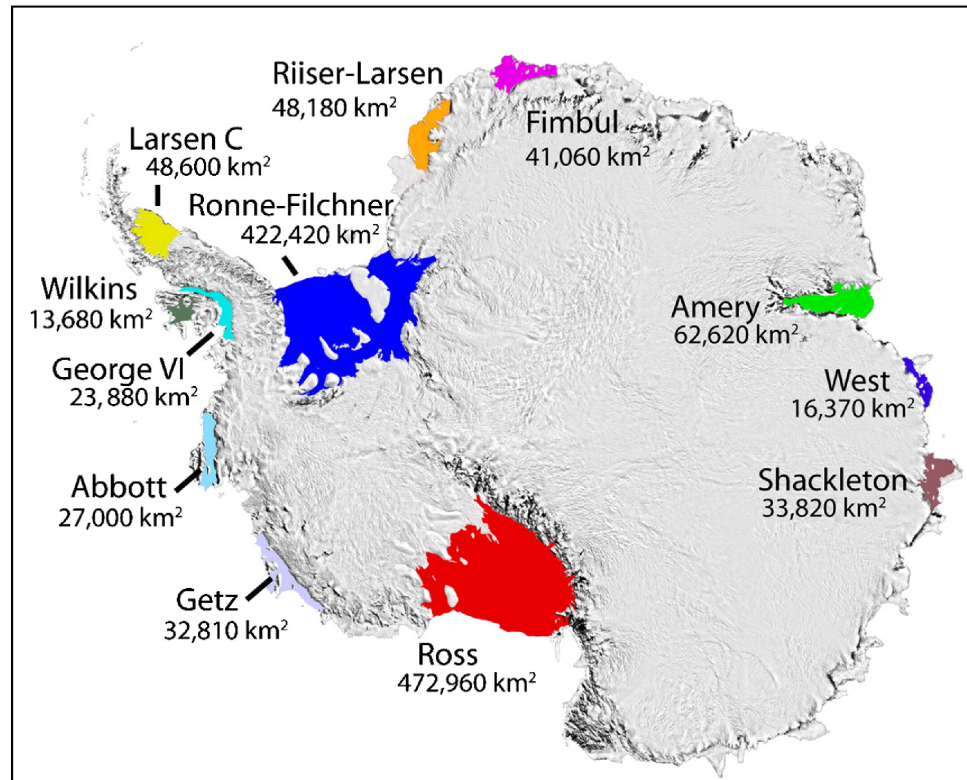 Riiser-Larsen
48,180 km²
Fimbul
41,060 km²
Larsen C
48,600 km²
Ronne-Filchner
422,420 km²
Wilkins
13,680 km²
George VI
23,880 km²
Amery
62,620 km²
West
16,370 km²
Abbott
27,000 km²
Shackleton
33,820 km²
Getz
32,810 km²
Ross
472,960 km²